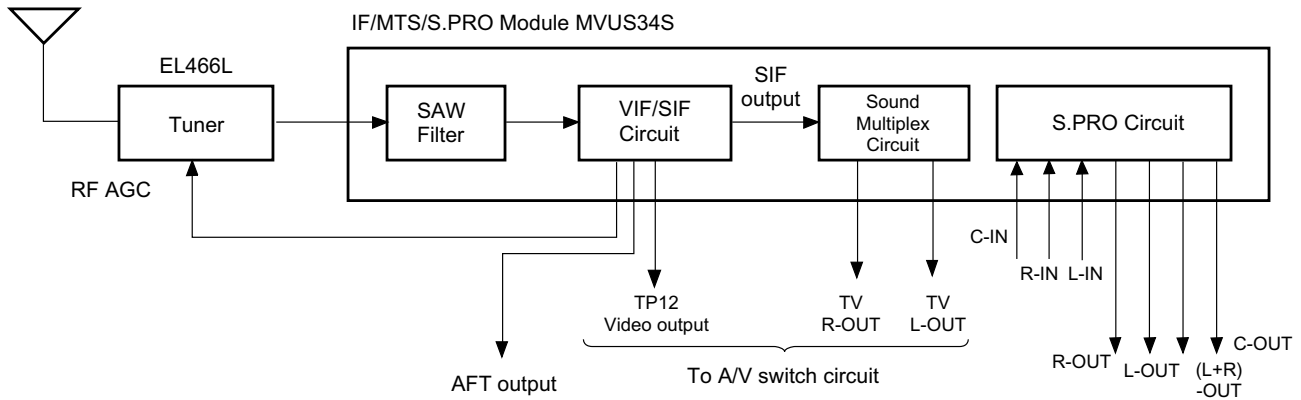 IF/MTS/S.PRO Module MVUS34S
EL466L
Tuner
RF AGC
SAW
Filter
VIF/SIF
Circuit
SIF
output
Sound
Multiplex
Circuit
S.PRO Circuit
C-IN
R-IN
L-IN
TP12
Video output
TV
R-OUT
TV
L-OUT
R-OUT
L-OUT
(L+R)
-OUT
C-OUT
AFT output
To A/V switch circuit